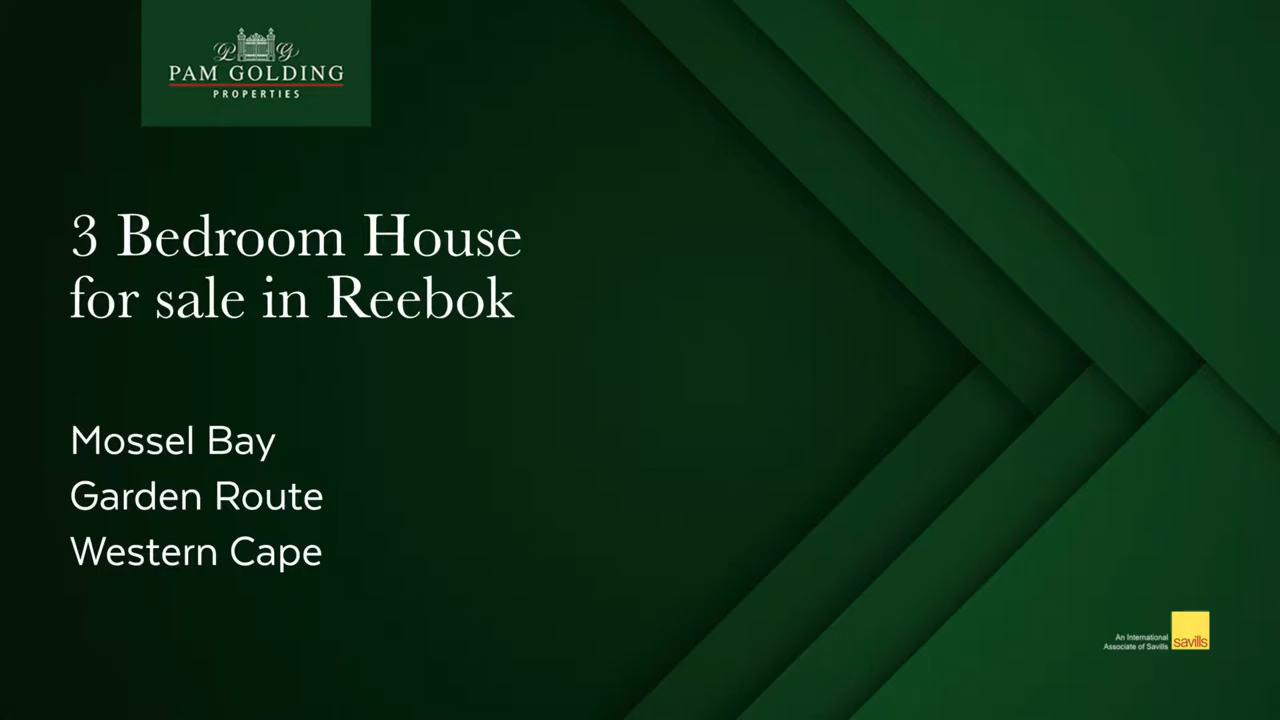 P G
PAM GOLDING
PROPERTIES
3 Bedroom House
for sale in Reebok
Mossel Bay
Garden Route
Western Cape
An International
Associate of Savills
savills